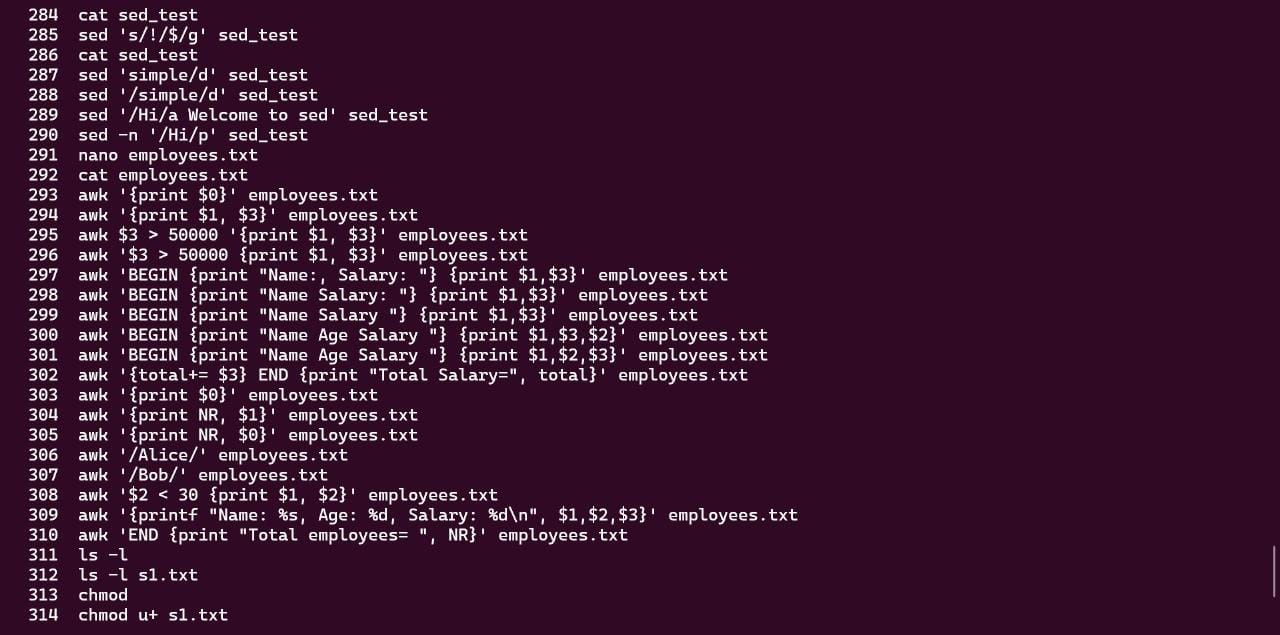 284  cat sed_test
285  sed 's/!/$/g' sed_test
286  cat sed_test
287  sed 'simple/d' sed_test
288  sed '/simple/d' sed_test
289  sed '/Hi/a Welcome to sed' sed_test
290  sed -n '/Hi/p' sed_test
291  nano employees.txt
292  cat employees.txt
293  awk '{print $0}' employees.txt
294  awk '{print $1, $3}' employees.txt
295  awk $3 > 50000 '{print $1, $3}' employees.txt
296  awk '$3 > 50000 {print $1, $3}' employees.txt
297  awk 'BEGIN {print "Name:, Salary: "} {print $1,$3}' employees.txt
298  awk 'BEGIN {print "Name Salary: "} {print $1,$3}' employees.txt
299  awk 'BEGIN {print "Name Salary "} {print $1,$3}' employees.txt
300  awk 'BEGIN {print "Name Age Salary "} {print $1,$3,$2}' employees.txt
301  awk 'BEGIN {print "Name Age Salary "} {print $1,$2,$3}' employees.txt
302  awk '{total+= $3} END {print "Total Salary=", total}' employees.txt
303  awk '{print $0}' employees.txt
304  awk '{print NR, $1}' employees.txt
305  awk '{print NR, $0}' employees.txt
306  awk '/Alice/' employees.txt
307  awk '/Bob/' employees.txt
308  awk '$2 < 30 {print $1, $2}' employees.txt
309  awk '{printf "Name: %s, Age: %d, Salary: %d\n", $1,$2,$3}' employees.txt
310  awk 'END {print "Total employees= ", NR}' employees.txt
311  ls -l
312  ls -l s1.txt
313  chmod
314  chmod u+ s1.txt